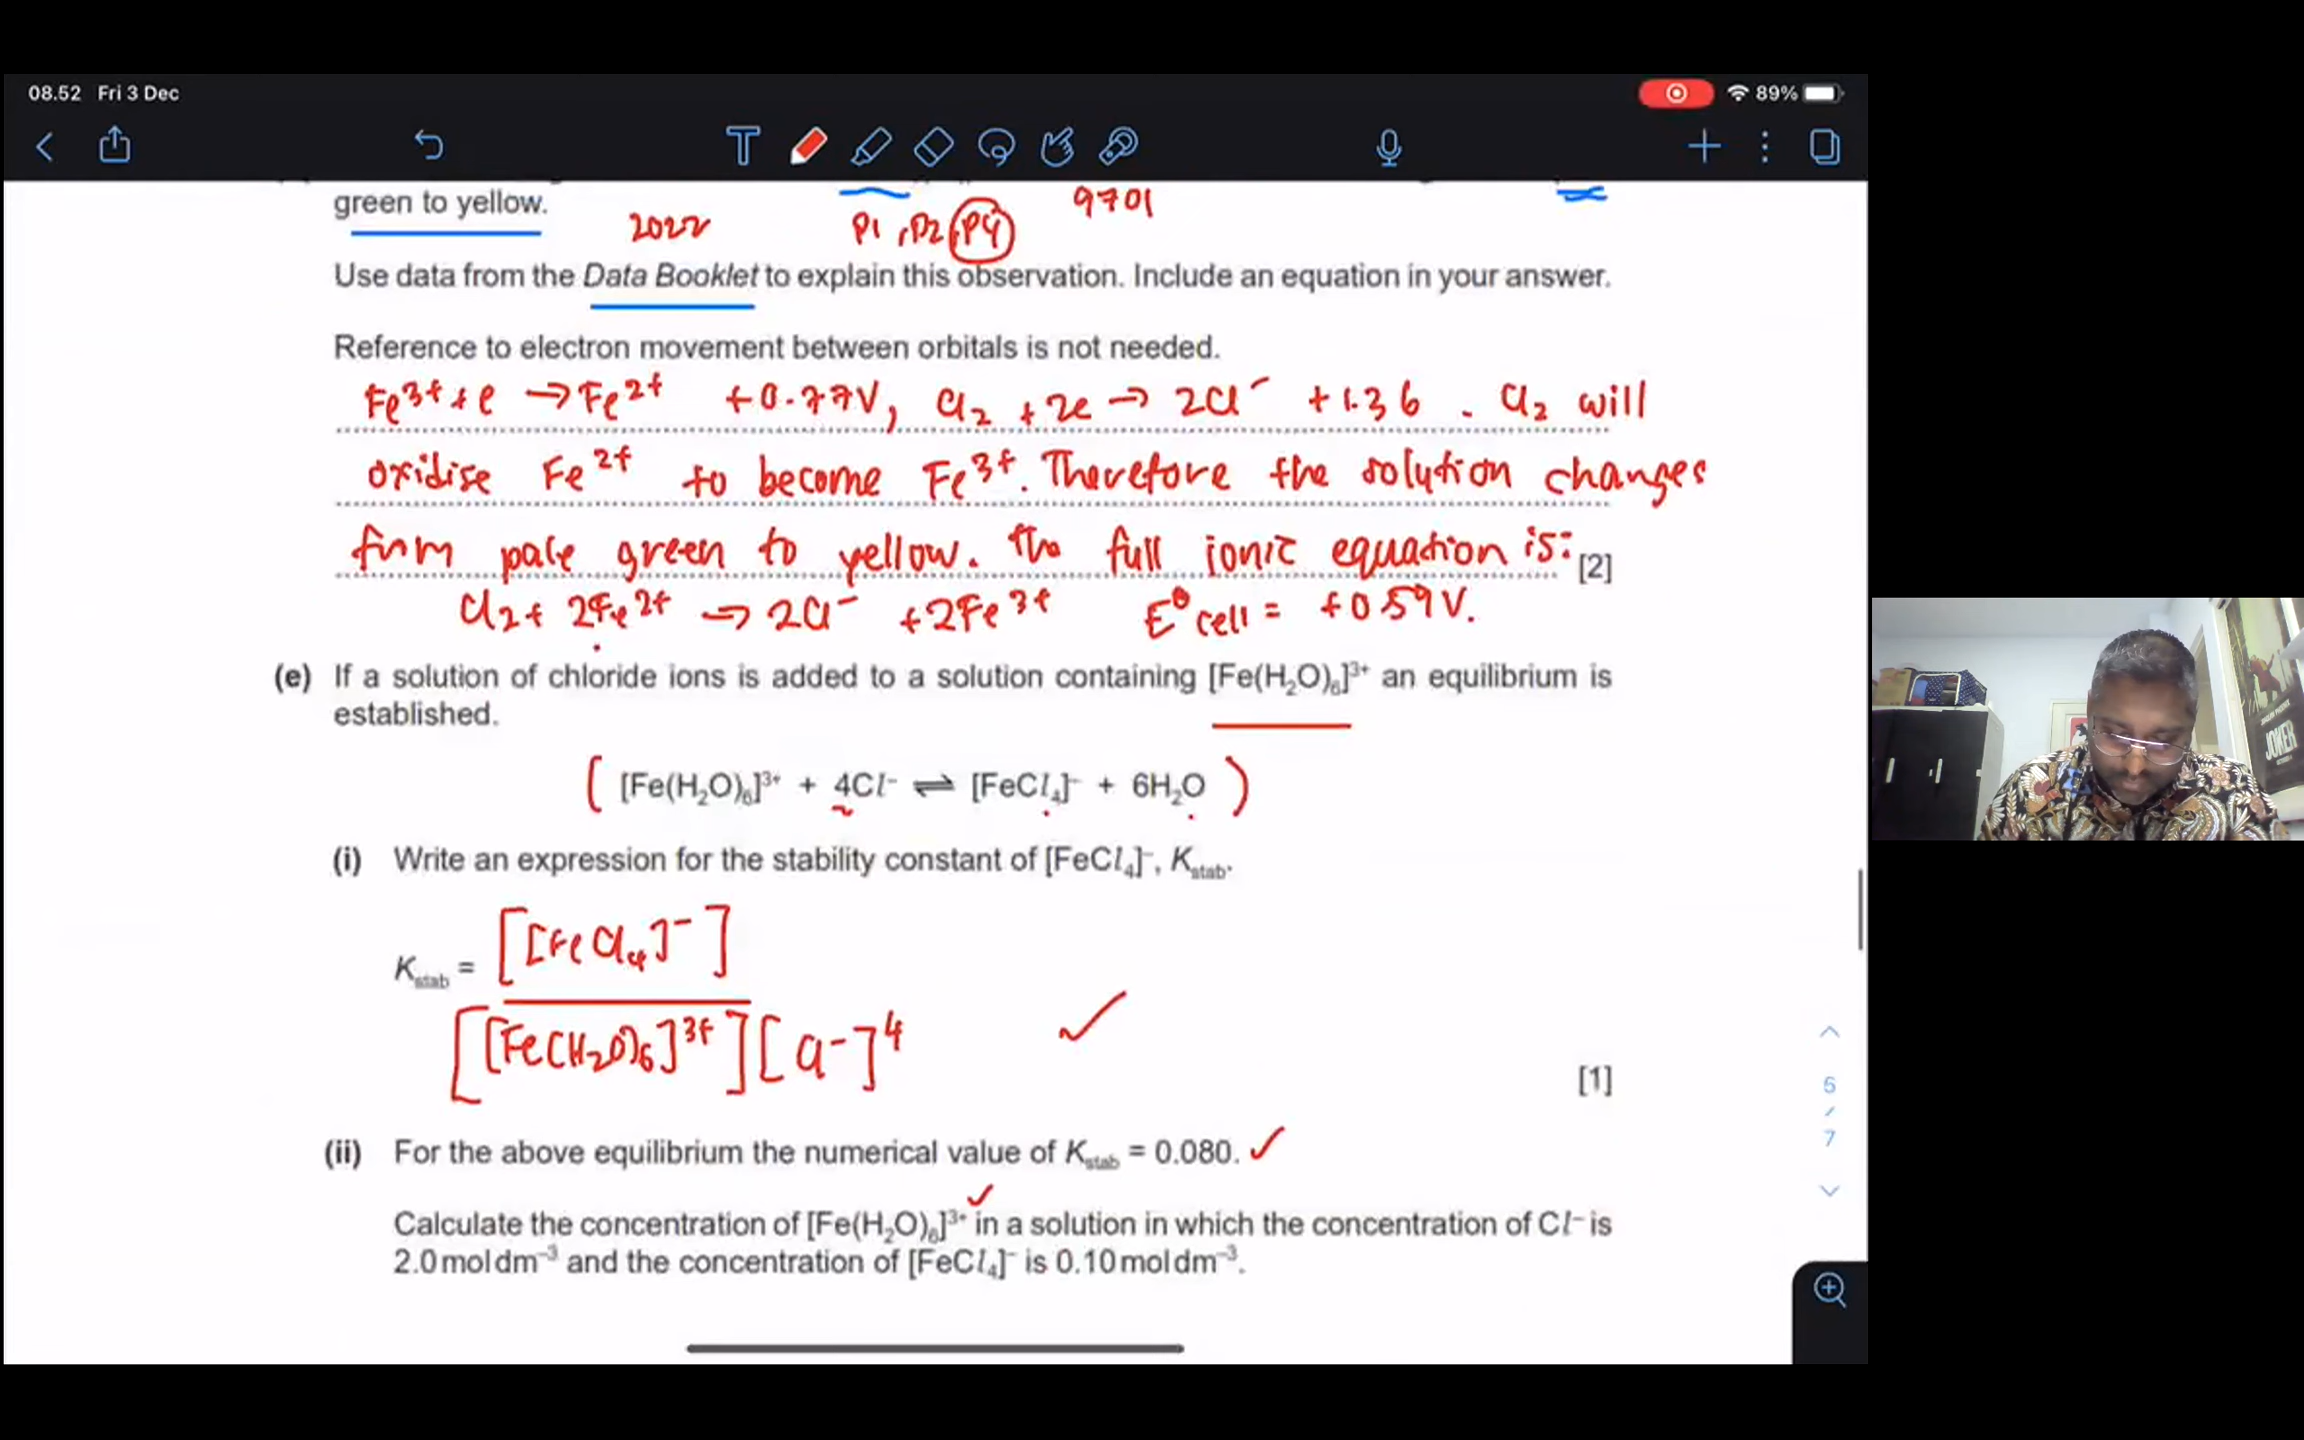 08.52 Fri 3 Dec
89%
green to yellow.
2022
P1, P2, P4
9701
Use data from the Data Booklet to explain this observation. Include an equation in your answer.
Reference to electron movement between orbitals is not needed.
Fe³⁺ + e → Fe²⁺ +0.77V, Cl₂ + 2e → 2Cl⁻ +1.36. Cl₂ will
oxidise Fe²⁺ to become Fe³⁺. Therefore the solution changes
from pale green to yellow. The full ionic equation is: [2]
Cl₂ + 2Fe²⁺ → 2Cl⁻ + 2Fe³⁺ E⁰cell = +0.59V.
(e) If a solution of chloride ions is added to a solution containing [Fe(H₂O)₆]³⁺ an equilibrium is
established.
( [Fe(H₂O)₆]³⁺ + 4Cl⁻ ⇌ [FeCl₄]⁻ + 6H₂O )
(i) Write an expression for the stability constant of [FeCl₄]⁻, Kstab.
Kstab = [[FeCl₄]⁻]
[[Fe(H₂O)₆]³⁺][Cl⁻]⁴ ✓
[1]
(ii) For the above equilibrium the numerical value of Kstab = 0.080. ✓
Calculate the concentration of [Fe(H₂O)₆]³⁺ in a solution in which the concentration of Cl⁻ is
2.0 mol dm⁻³ and the concentration of [FeCl₄]⁻ is 0.10 mol dm⁻³.
7
JOKER